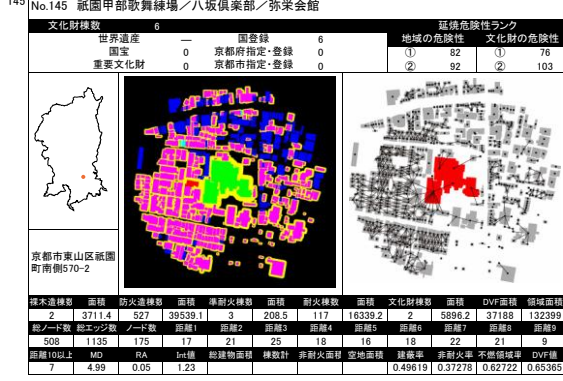 145 No.145 祇園甲部歌舞練場／八坂倶楽部／弥栄会館
文化財棟数 6 延焼危険性ランク
世界遺産 — 国登録 6 地域の危険性 文化財の危険性
国宝 0 京都府指定・登録 0 ① 82 ① 76
重要文化財 0 京都市指定・登録 0 ② 92 ② 103
京都市東山区祇園
町南側570-2
裸木造棟数 面積 防火造棟数 面積 準耐火棟数 面積 耐火棟数 面積 文化財棟数 面積 DVF面積 領域面積
2 3711.4 527 39539.1 3 208.5 117 16339.2 2 5896.2 37188 132399
総ノード数 総エッジ数 ノード数 距離1 距離2 距離3 距離4 距離5 距離6 距離7 距離8 距離9
508 1135 175 17 21 25 18 16 18 22 21 9
距離10以上 MD RA Int値 総建物面積 棟数計 非耐火面積 空地面積 建蔽率 非耐火率 不燃領域率 DVF値
7 4.99 0.05 1.23 0.49619 0.37278 0.62722 0.65365